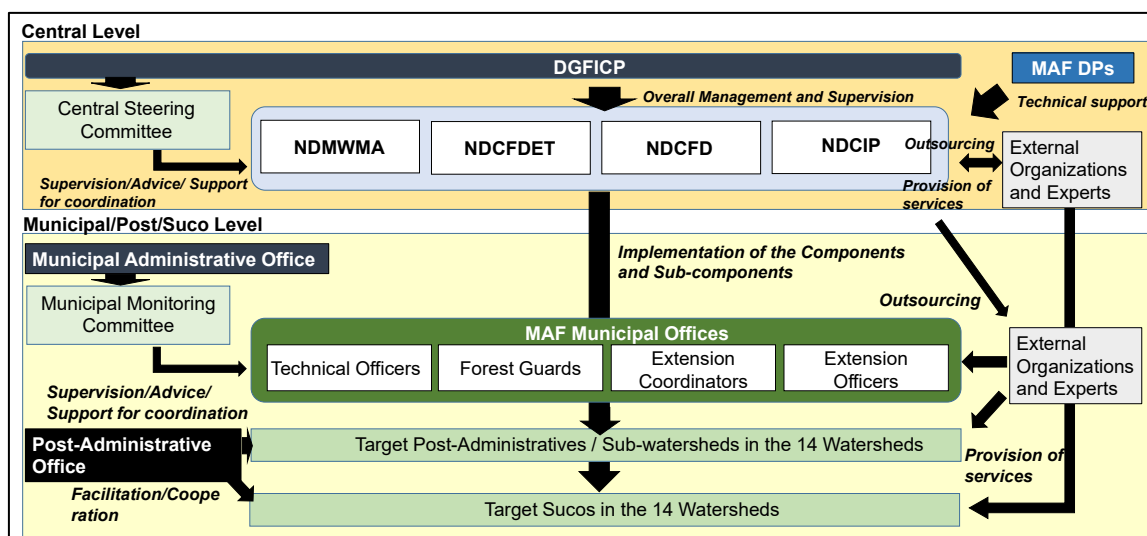 Central Level
DGFICP
MAF DPs
Central Steering
Committee
Overall Management and Supervision
Technical support
NDMWMA
NDCFDET
NDCFD
NDCIP
Outsourcing
External
Organizations
and Experts
Supervision/Advice/ Support
for coordination
Provision of
services
Municipal/Post/Suco Level
Municipal Administrative Office
Implementation of the Components
and Sub-components
Municipal Monitoring
Committee
Outsourcing
MAF Municipal Offices
Technical Officers
Forest Guards
Extension
Coordinators
Extension
Officers
External
Organizations
and Experts
Supervision/Advice/
Support for coordination
Post-Administrative
Office
Target Post-Administratives / Sub-watersheds in the 14 Watersheds
Provision of
services
Facilitation/Coope
ration
Target Sucos in the 14 Watersheds